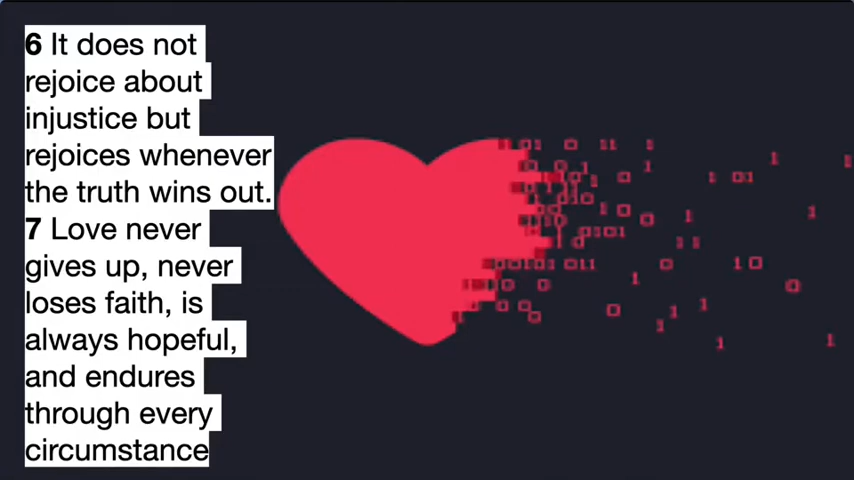 6 It does not
rejoice about
injustice but
rejoices whenever
the truth wins out.
7 Love never
gives up, never
loses faith, is
always hopeful,
and endures
through every
circumstance